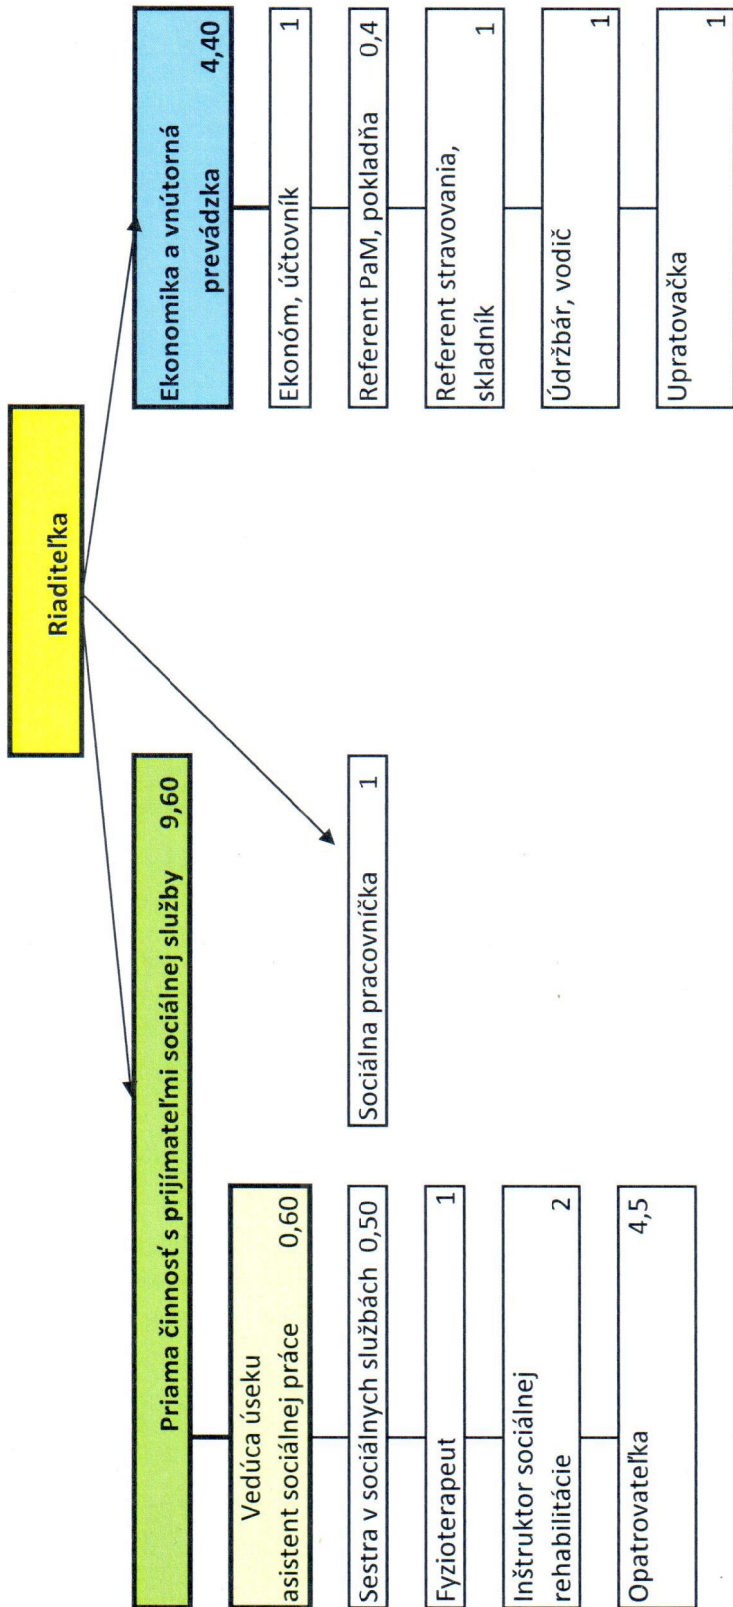 Riaditeľka
Priama činnosť s prijímateľmi sociálnej služby 9,60
Vedúca úseku
asistent sociálnej práce 0,60
Sestra v sociálnych službách 0,50
Fyzioterapeut 1
Inštruktor sociálnej
rehabilitácie 2
Opatrovateľka 4,5
Sociálna pracovníčka 1
Ekonomika a vnútorná
prevádzka 4,40
Ekonóm, účtovník 1
Referent PaM, pokladňa 0,4
Referent stravovania,
skladník 1
Údržbár, vodič 1
Upratovačka 1